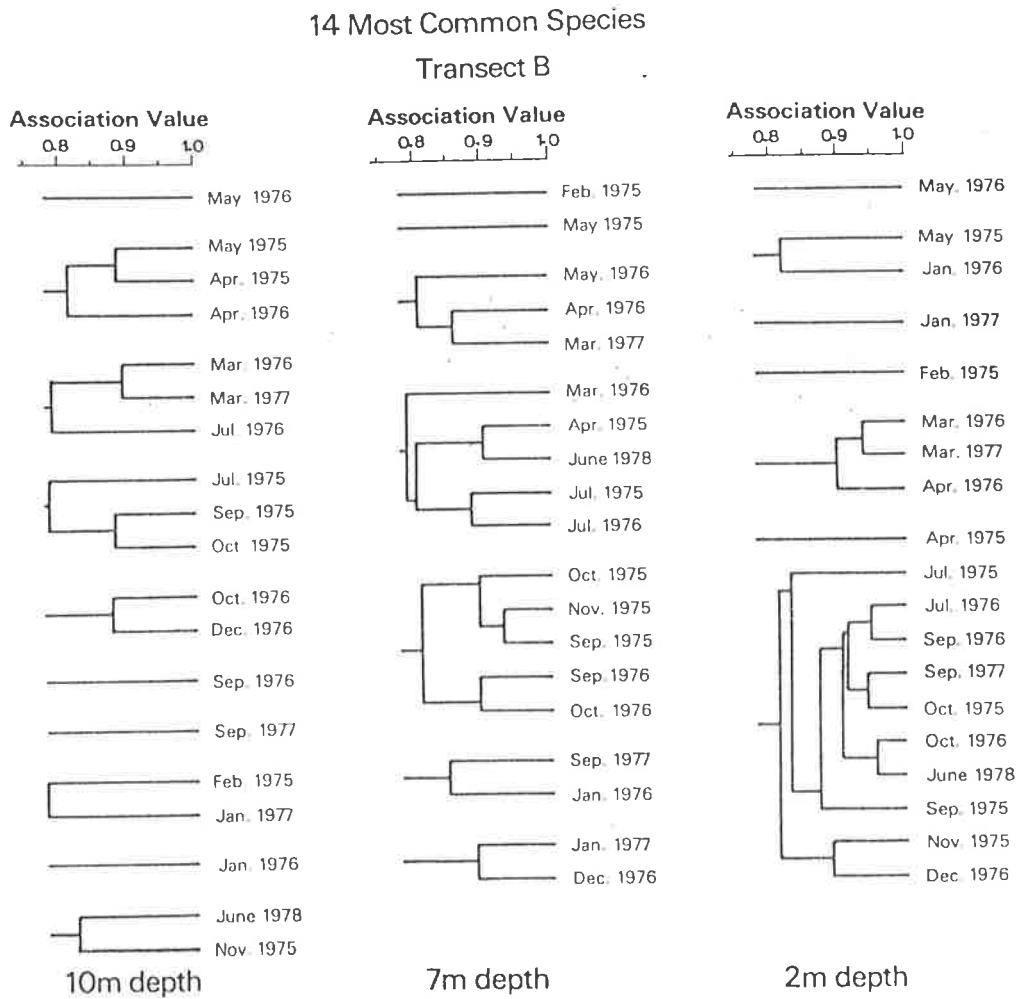 14 Most Common Species
Transect B
Association Value
0.8 0.9 1.0
May 1976
May 1975
Apr. 1975
Apr. 1976
Mar. 1976
Mar. 1977
Jul. 1976
Jul. 1975
Sep. 1975
Oct 1975
Oct. 1976
Dec. 1976
Sep. 1976
Sep. 1977
Feb. 1975
Jan. 1977
Jan. 1976
June 1978
Nov. 1975
10m depth
Association Value
0.8 0.9 1.0
Feb. 1975
May 1975
May. 1976
Apr. 1976
Mar. 1977
Mar. 1976
Apr. 1975
June 1978
Jul. 1975
Jul. 1976
Oct. 1975
Nov. 1975
Sep. 1975
Sep. 1976
Oct. 1976
Sep. 1977
Jan. 1976
Jan. 1977
Dec. 1976
7m depth
Association Value
0.8 0.9 1.0
May. 1976
May 1975
Jan. 1976
Jan. 1977
Feb. 1975
Mar. 1976
Mar. 1977
Apr. 1976
Apr. 1975
Jul. 1975
Jul. 1976
Sep. 1976
Sep. 1977
Oct. 1975
Oct. 1976
June 1978
Sep. 1975
Nov. 1975
Dec. 1976
2m depth